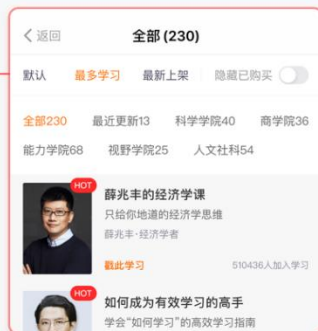 返回
全部 (230)
默认 最多学习 最新上架 隐藏已购买
全部230 最近更新13 科学学院40 商学院36
能力学院68 视野学院25 人文社科54
HOT
薛兆丰的经济学课
只给你地道的经济学思维
薛兆丰·经济学者
戳此学习 510436人加入学习
HOT
如何成为有效学习的高手
学会“如何学习”的高效学习指南